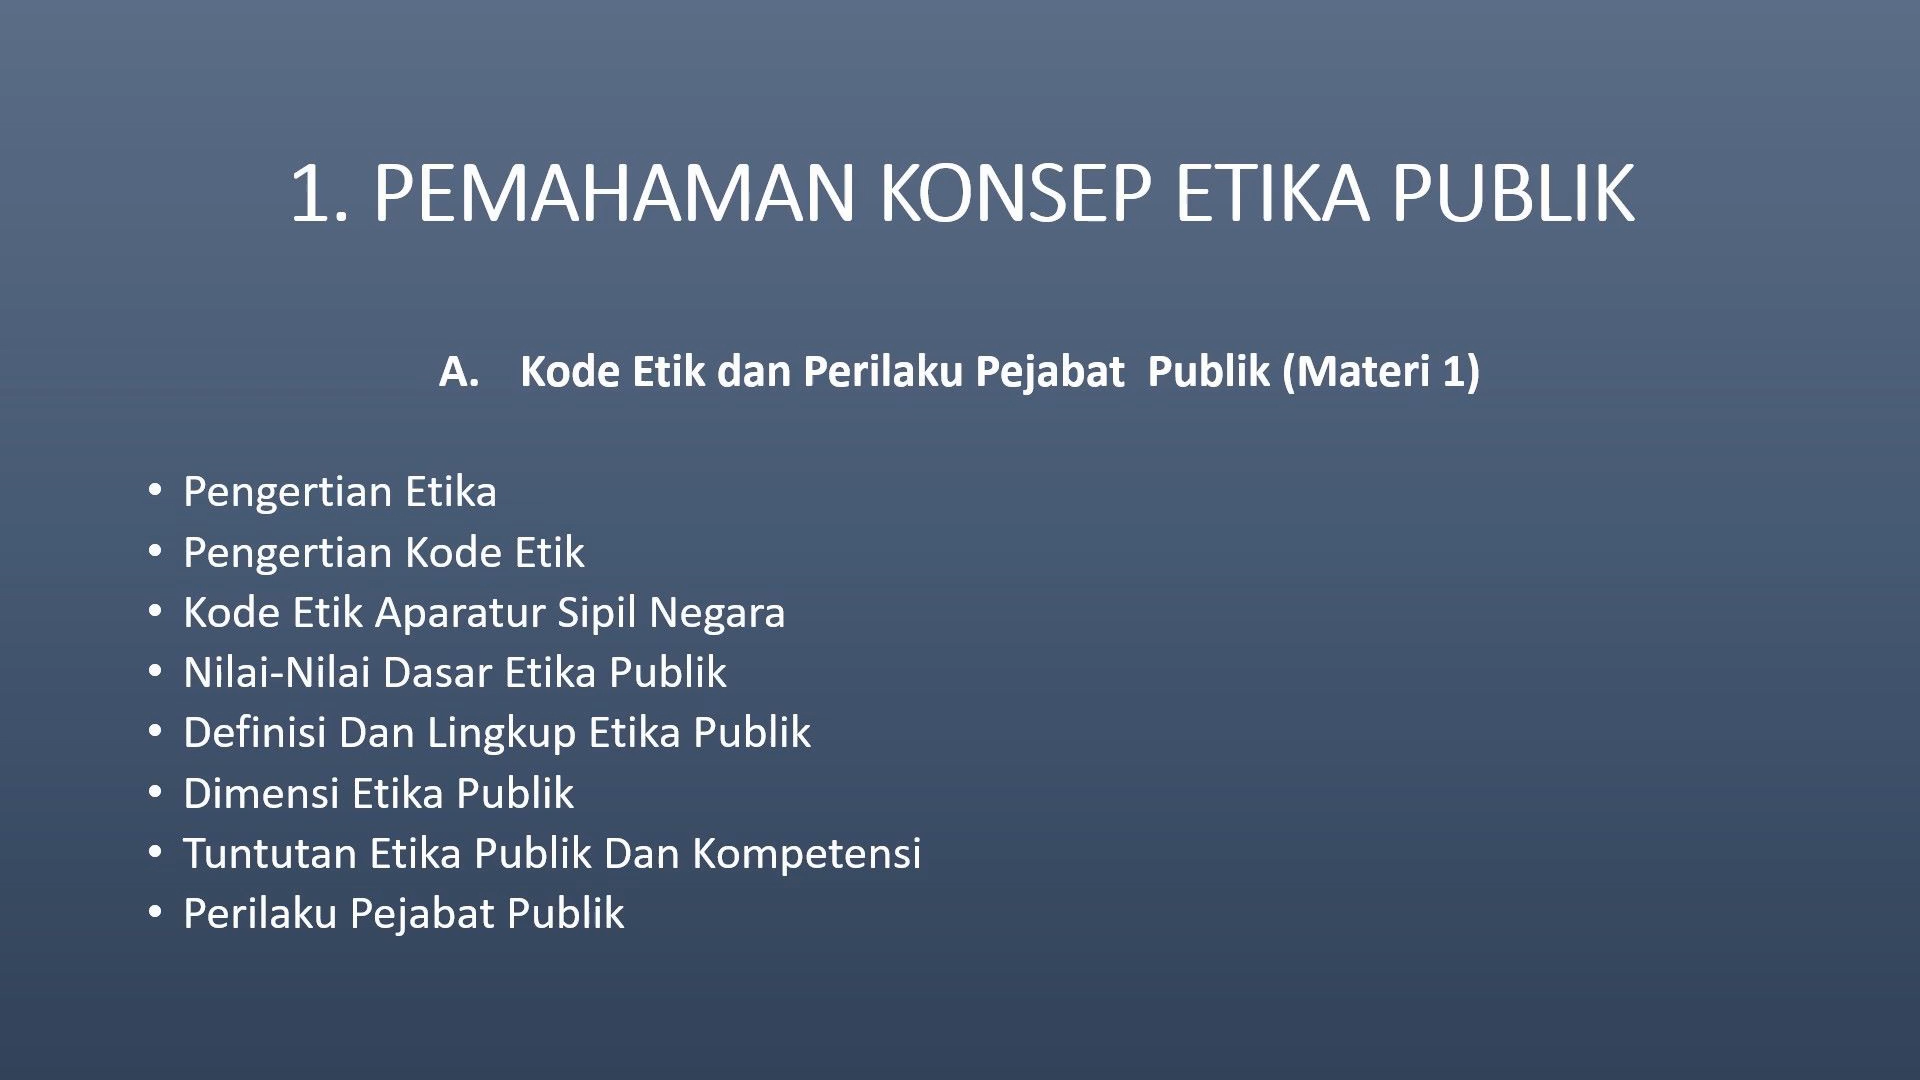 1. PEMAHAMAN KONSEP ETIKA PUBLIK
A. Kode Etik dan Perilaku Pejabat Publik (Materi 1)
• Pengertian Etika
• Pengertian Kode Etik
• Kode Etik Aparatur Sipil Negara
• Nilai-Nilai Dasar Etika Publik
• Definisi Dan Lingkup Etika Publik
• Dimensi Etika Publik
• Tuntutan Etika Publik Dan Kompetensi
• Perilaku Pejabat Publik